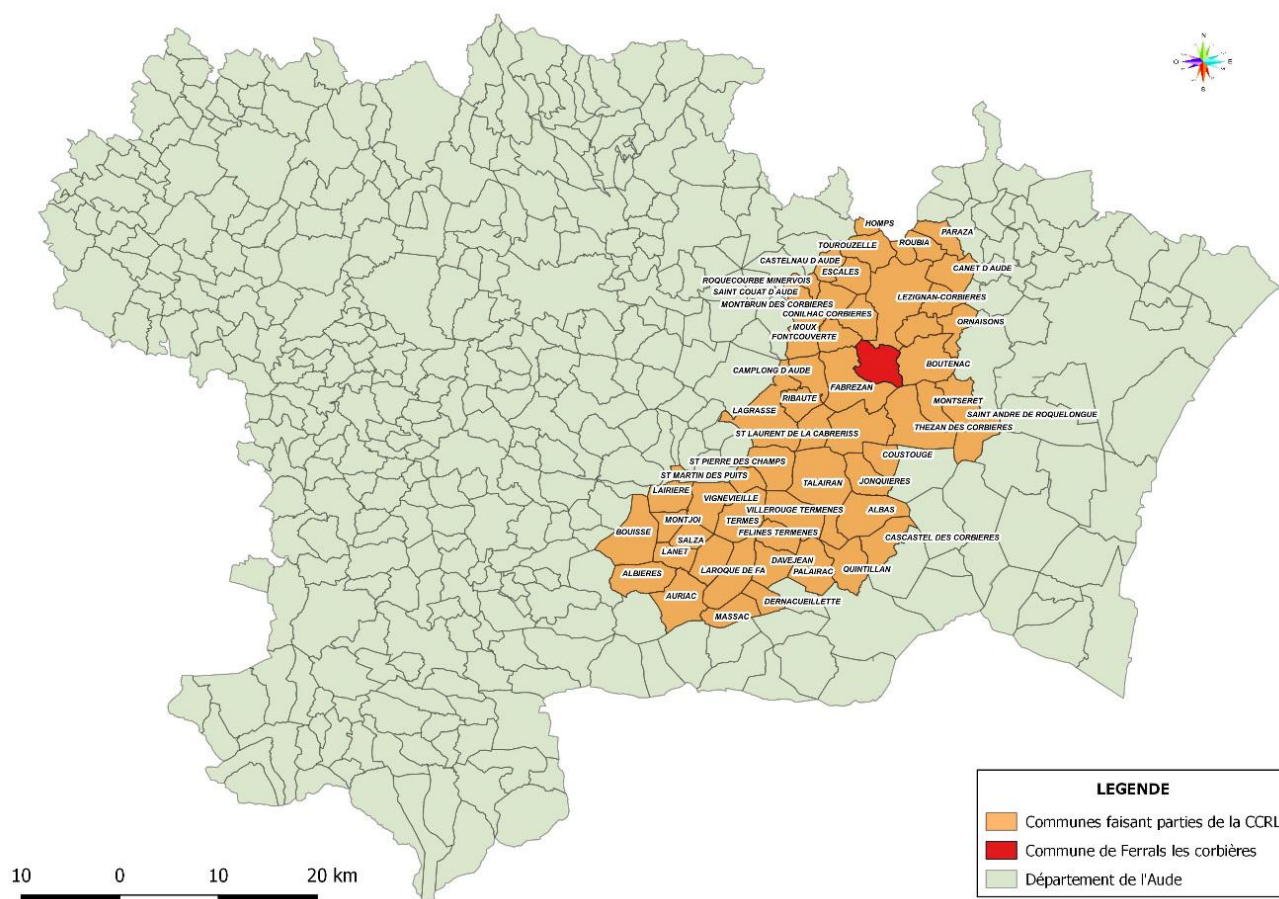 N
O
E
S
HOMPS
PARAZA
TOUROUZELLE
ROUBIA
CASTELNAU D AUDE
ESCALES
CANET D AUDE
ROQUECOURBE MINERVOIS
SAINT COUAT D AUDE
LEZIGNAN-CORBIERES
MONTBRUN DES CORBIERES
CONILHAC CORBIERES
ORNAISONS
MOUX
FONTCOUVERTE
BOUTENAC
CAMPLONG D AUDE
FABREZAN
RIBAUTE
MONTSERET
LAGRASSE
SAINT ANDRE DE ROQUELONGUE
THEZAN DES CORBIERES
ST LAURENT DE LA CABRERISS
COUSTOUGE
ST PIERRE DES CHAMPS
ST MARTIN DES PUITS
TALAIRAN
JONQUIERES
LAIRIERE
VIGNEVIEILLE
VILLEROUGE TERMENES
ALBAS
MONTJOI
TERMES
BOUISSE
FELINES TERMENES
SALZA
CASCASTEL DES CORBIERES
LANET
DAVEJEAN
ALBIERES
LAROQUE DE FA
PALAIRAC
QUINTILLAN
AURIAC
DERNACUEILLETTE
MASSAC
LEGENDE
Communes faisant parties de la CCRL
Commune de Ferrals les corbières
Département de l'Aude
10 0 10 20 km